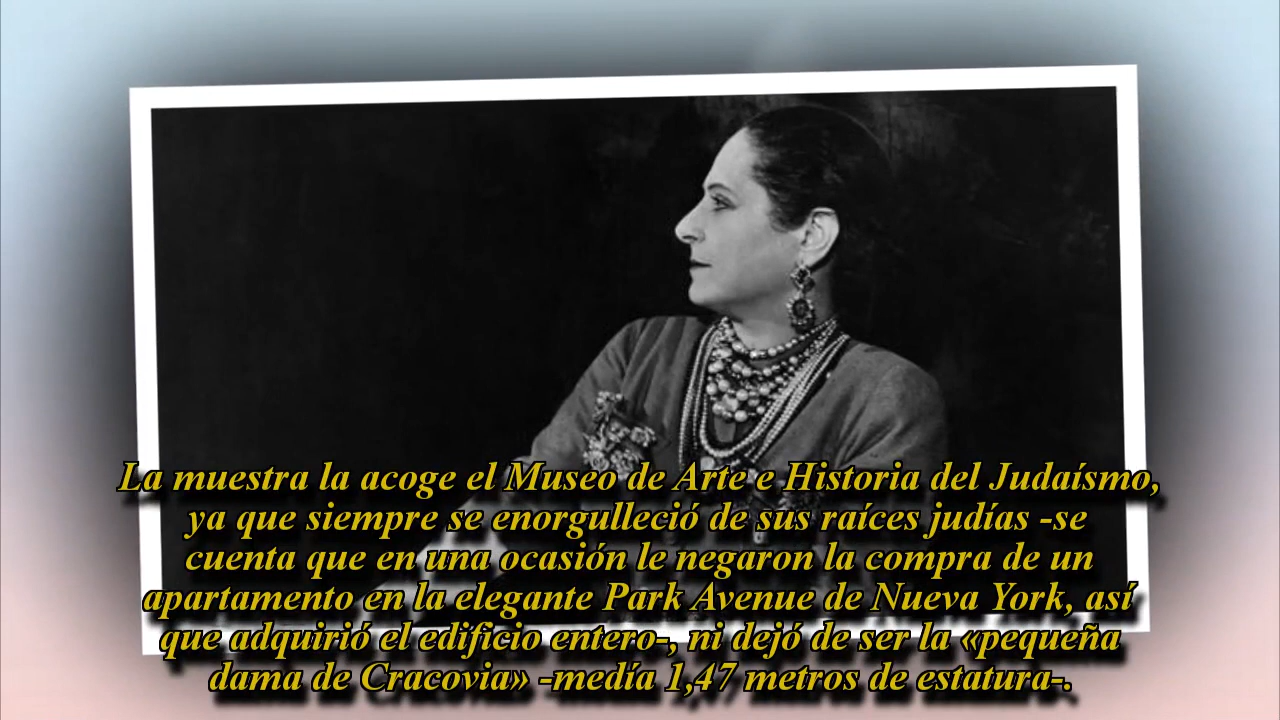 La muestra la acoge el Museo de Arte e Historia del Judaísmo,
ya que siempre se enorgulleció de sus raíces judías -se
cuenta que en una ocasión le negaron la compra de un
apartamento en la elegante Park Avenue de Nueva York, así
que adquirió el edificio entero-, ni dejó de ser la «pequeña
dama de Cracovia» -medía 1,47 metros de estatura-.